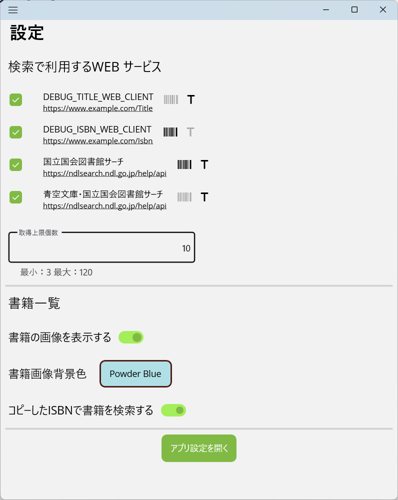 設定
検索で利用するWEB サービス
DEBUG_TITLE_WEB_CLIENT
https://www.example.com/Title
DEBUG_ISBN_WEB_CLIENT
https://www.example.com/Isbn
国立国会図書館サーチ
https://ndlsearch.ndl.go.jp/help/api
青空文庫・国立国会図書館サーチ
https://ndlsearch.ndl.go.jp/help/api
取得上限個数
10
最小：3 最大：120
書籍一覧
書籍の画像を表示する
書籍画像背景色
Powder Blue
コピーしたISBNで書籍を検索する
アプリ設定を開く